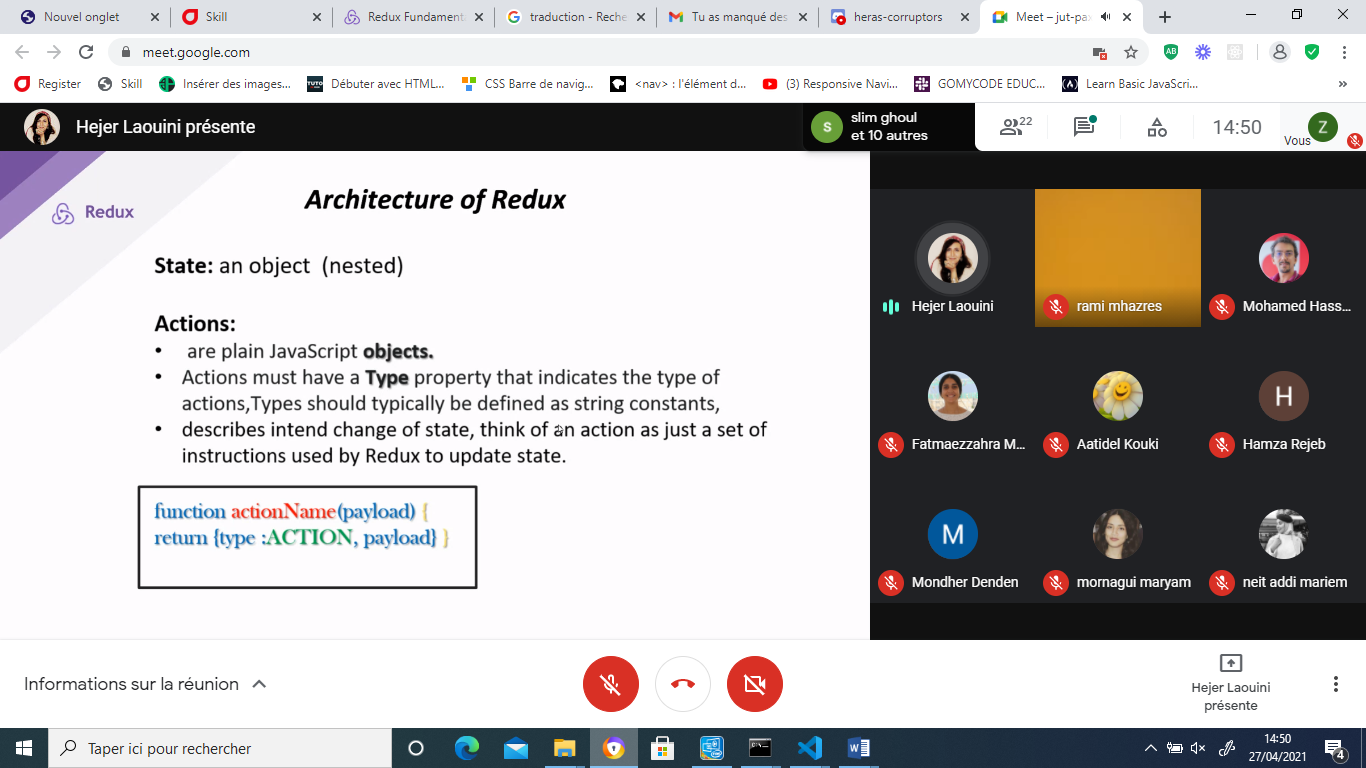 Nouvel onglet
Skill
Redux Fundament
traduction - Reche
Tu as manqué des
heras-corruptors
Meet – jut-pa
meet.google.com
AB
Register
Skill
Insérer des images...
TUTO
Débuter avec HTML...
CSS Barre de navig...
<nav> : l'élément d...
(3) Responsive Navi...
GOMYCODE EDUC...
Learn Basic JavaScri...
»
Hejer Laouini présente
S
slim ghoul
et 10 autres
22
14:50
Vous
Z
Redux
Architecture of Redux
State: an object (nested)
Actions:
• are plain JavaScript objects.
• Actions must have a Type property that indicates the type of
actions,Types should typically be defined as string constants,
• describes intend change of state, think of an action as just a set of
instructions used by Redux to update state.
function actionName(payload) {
return {type :ACTION, payload} }
Hejer Laouini
rami mhazres
Mohamed Hass...
Fatmaezzahra M...
Aatidel Kouki
H
Hamza Rejeb
M
Mondher Denden
mornagui maryam
neit addi mariem
Informations sur la réunion
Hejer Laouini
présente
Taper ici pour rechercher
14:50
27/04/2021
4